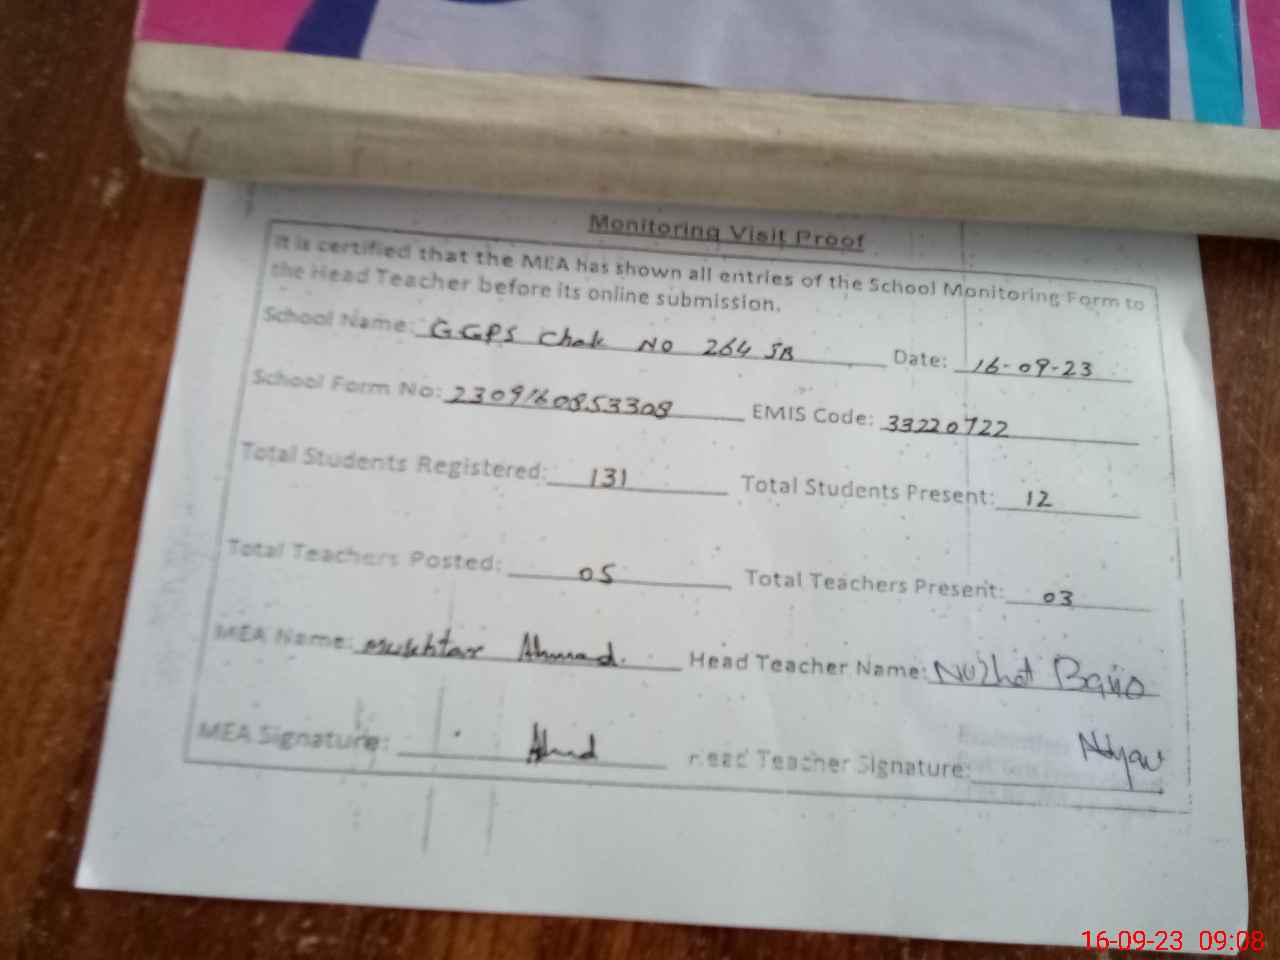 Monitoring Visit Proof
It is certified that the MEA has shown all entries of the School Monitoring Form to
the Head Teacher before its online submission.
School Name: GGPS Chak No 264 JB Date: 16-09-23
School Form No: 2309160853308 EMIS Code: 33220722
Total Students Registered: 131 Total Students Present: 12
Total Teachers Posted: 05 Total Teachers Present: 03
MEA Name: Mukhtar Ahmad. Head Teacher Name: Nuzhat Bano
MEA Signature: Ahmd Head Teacher Signature:
16-09-23 09:08